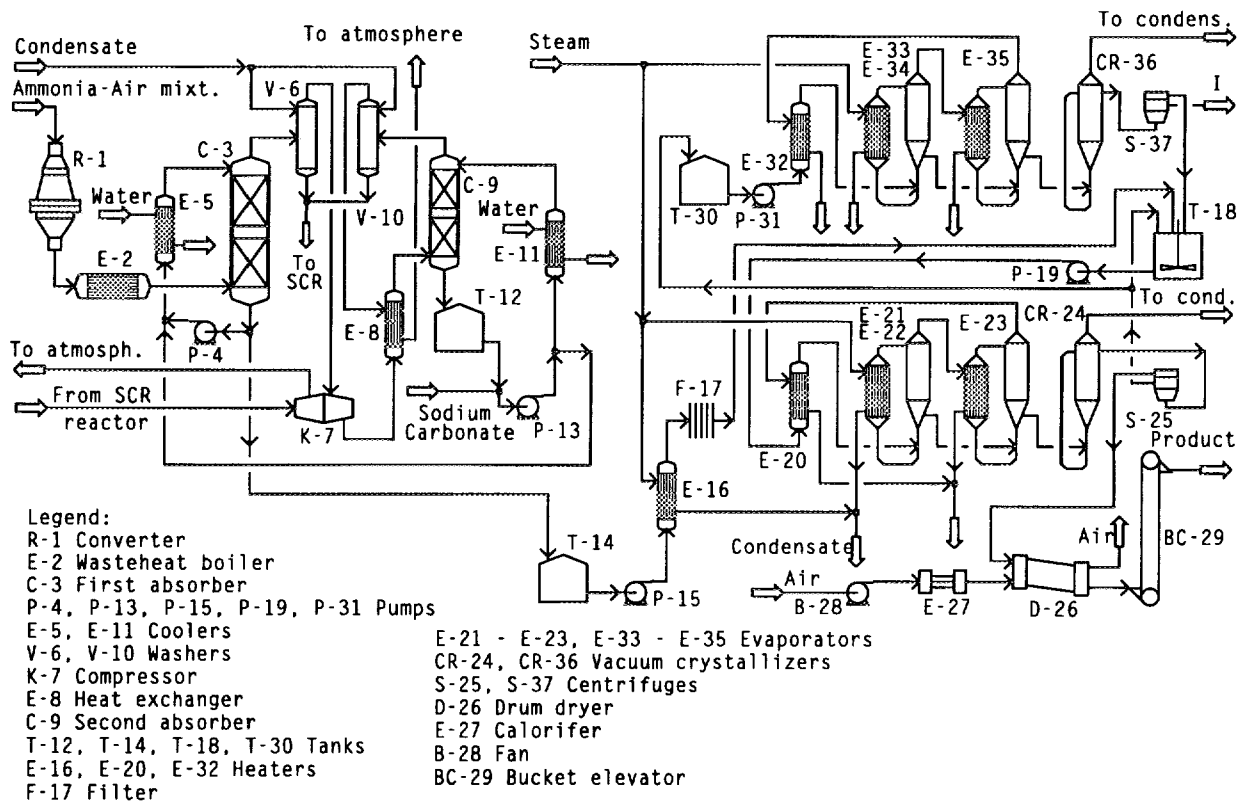 To condens.
To atmosphere
Steam
Condensate
E-33
E-34
E-35
CR-36
Ammonia-Air mixt.
V-6
I
R-1
C-3
S-37
E-32
C-9
Water
E-5
Water
T-30
P-31
T-18
V-10
To
SCR
E-11
E-2
P-19
T-12
To cond.
E-8
E-21
E-22
E-23
CR-24
P-4
To atmosph.
F-17
From SCR
reactor
K-7
Sodium
Carbonate
P-13
S-25
E-20
Product
E-16
T-14
Condensate
Air
BC-29
Air
P-15
B-28
E-27
D-26
Legend:
R-1 Converter
E-2 Wasteheat boiler
C-3 First absorber
P-4, P-13, P-15, P-19, P-31 Pumps
E-5, E-11 Coolers
V-6, V-10 Washers
K-7 Compressor
E-8 Heat exchanger
C-9 Second absorber
T-12, T-14, T-18, T-30 Tanks
E-16, E-20, E-32 Heaters
F-17 Filter
E-21 - E-23, E-33 - E-35 Evaporators
CR-24, CR-36 Vacuum crystallizers
S-25, S-37 Centrifuges
D-26 Drum dryer
E-27 Calorifer
B-28 Fan
BC-29 Bucket elevator